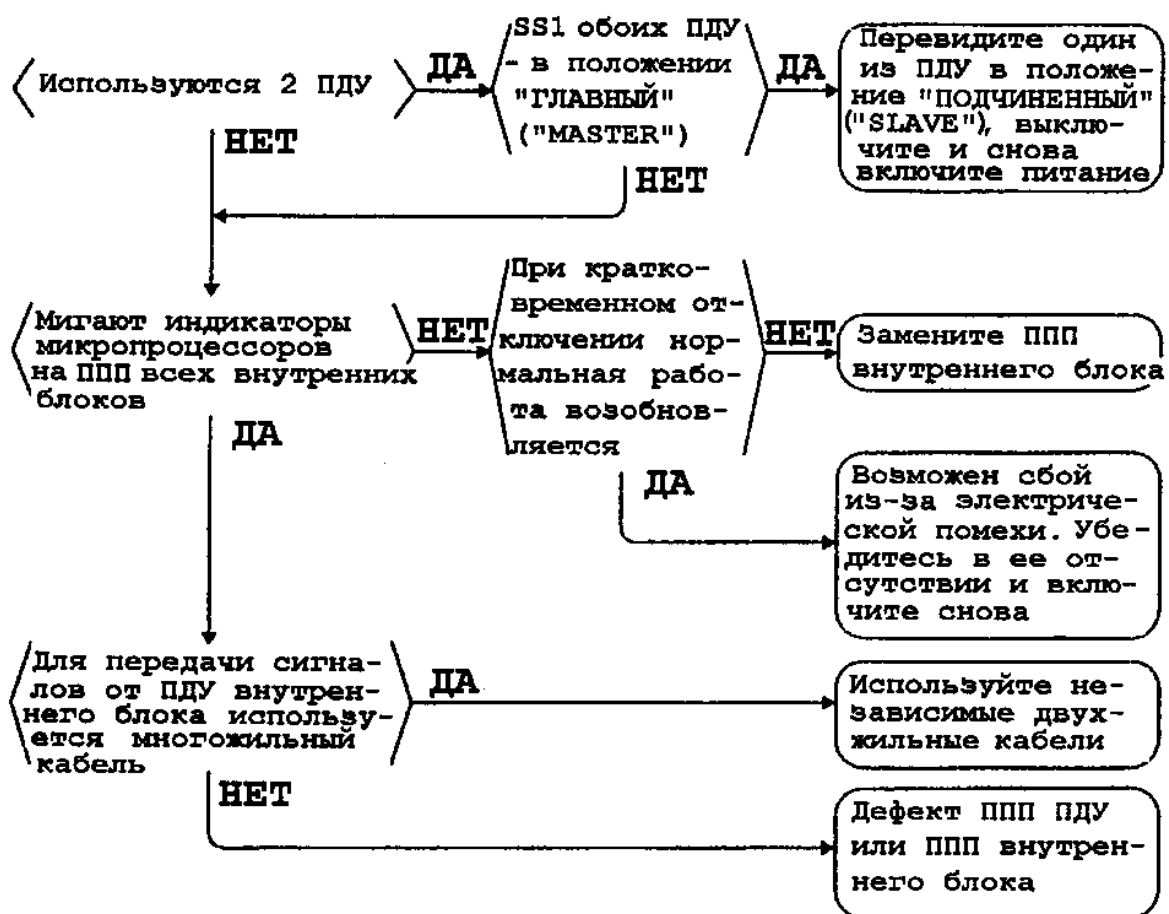 Используются 2 ПДУ
ДА
SS1 обоих ПДУ
- в положении
"ГЛАВНЫЙ"
("MASTER")
ДА
Перевидите один
из ПДУ в положе-
ние "ПОДЧИНЕННЫЙ"
("SLAVE"), выклю-
чите и снова
включите питание
НЕТ
НЕТ
Мигают индикаторы
микропроцессоров
на ППП всех внутренних
блоков
НЕТ
При кратко-
временном от-
ключении нор-
мальная рабо-
та возобнов-
ляется
НЕТ
Замените ППП
внутреннего блока
ДА
ДА
Возможен сбой
из-за электриче-
ской помехи. Убе-
дитесь в ее от-
сутствии и вклю-
чите снова
Для передачи сигна-
лов от ПДУ внутрен-
него блока использу-
ется многожильный
кабель
ДА
Используйте не-
зависимые двух-
жильные кабели
НЕТ
Дефект ППП ПДУ
или ППП внутрен-
него блока